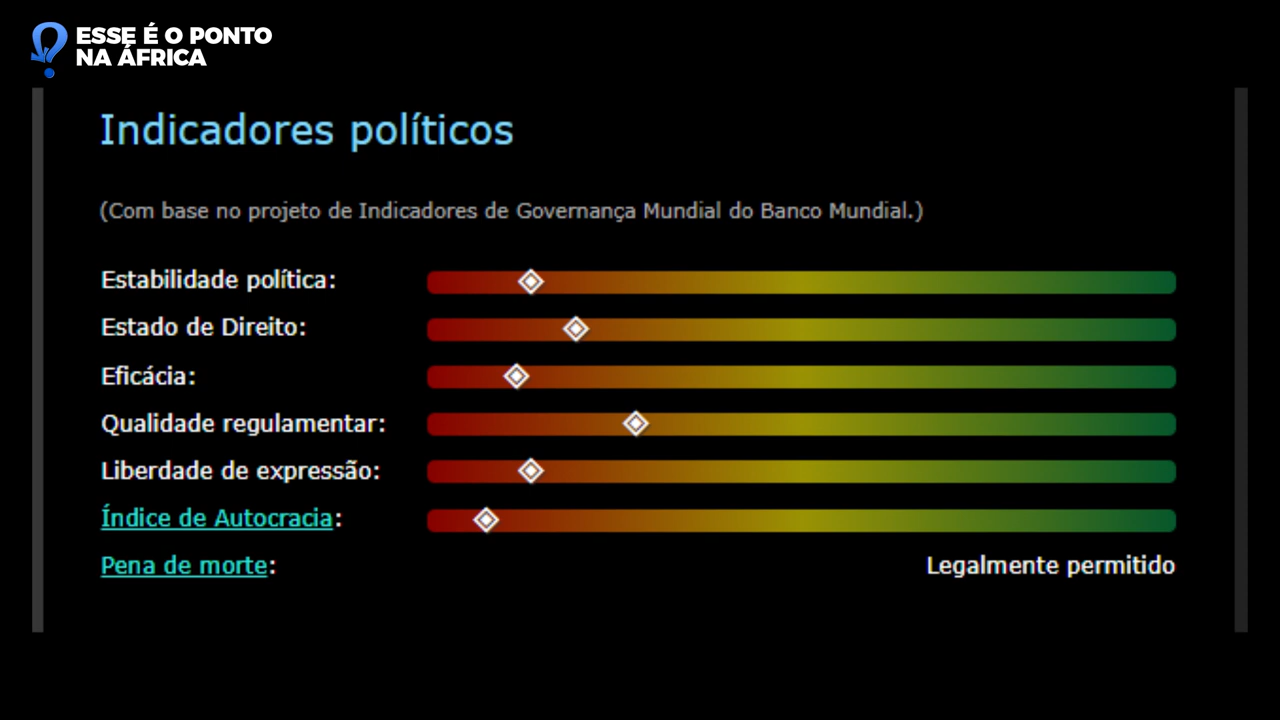 ESSE É O PONTO
NA ÁFRICA
Indicadores políticos
(Com base no projeto de Indicadores de Governança Mundial do Banco Mundial.)
Estabilidade política:
Estado de Direito:
Eficácia:
Qualidade regulamentar:
Liberdade de expressão:
Índice de Autocracia:
Pena de morte: Legalmente permitido